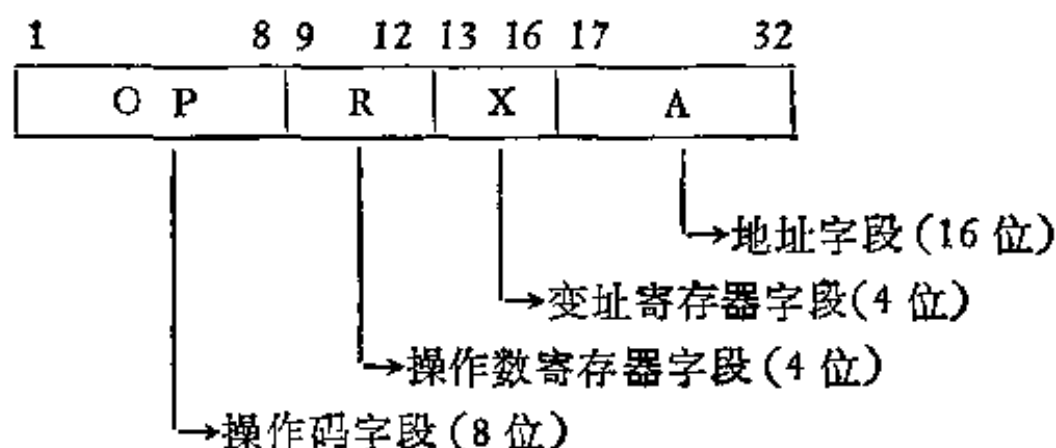 1 8 9 12 13 16 17 32
O P R X A
地址字段(16 位)
变址寄存器字段(4 位)
操作数寄存器字段(4 位)
操作码字段(8 位)